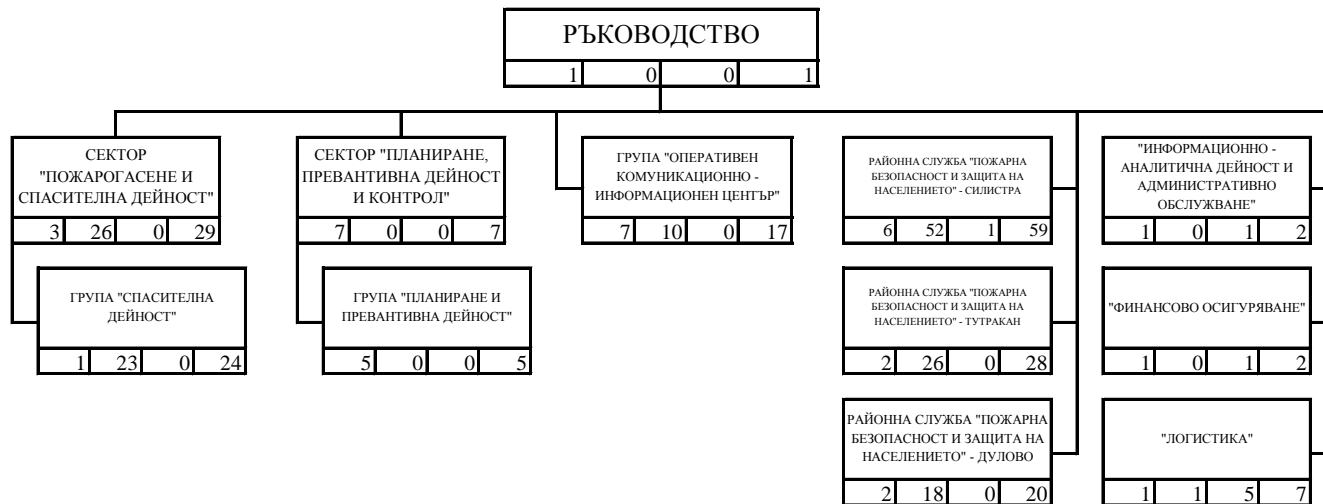 РЪКОВОДСТВО
1 0 0 1
СЕКТОР
"ПОЖАРОГАСЕНЕ И
СПАСИТЕЛНА ДЕЙНОСТ"
3 26 0 29
ГРУПА "СПАСИТЕЛНА
ДЕЙНОСТ"
1 23 0 24
СЕКТОР "ПЛАНИРАНЕ,
ПРЕВАНТИВНА ДЕЙНОСТ
И КОНТРОЛ"
7 0 0 7
ГРУПА "ПЛАНИРАНЕ И
ПРЕВАНТИВНА ДЕЙНОСТ"
5 0 0 5
ГРУПА "ОПЕРАТИВЕН
КОМУНИКАЦИОННО -
ИНФОРМАЦИОНЕН ЦЕНТЪР"
7 10 0 17
РАЙОННА СЛУЖБА "ПОЖАРНА
БЕЗОПАСНОСТ И ЗАЩИТА НА
НАСЕЛЕНИЕТО" - СИЛИСТРА
6 52 1 59
РАЙОННА СЛУЖБА "ПОЖАРНА
БЕЗОПАСНОСТ И ЗАЩИТА НА
НАСЕЛЕНИЕТО" - ТУТРАКАН
2 26 0 28
РАЙОННА СЛУЖБА "ПОЖАРНА
БЕЗОПАСНОСТ И ЗАЩИТА НА
НАСЕЛЕНИЕТО" - ДУЛОВО
2 18 0 20
"ИНФОРМАЦИОННО -
АНАЛИТИЧНА ДЕЙНОСТ И
АДМИНИСТРАТИВНО
ОБСЛУЖВАНЕ"
1 0 1 2
"ФИНАНСОВО ОСИГУРЯВАНЕ"
1 0 1 2
"ЛОГИСТИКА"
1 1 5 7